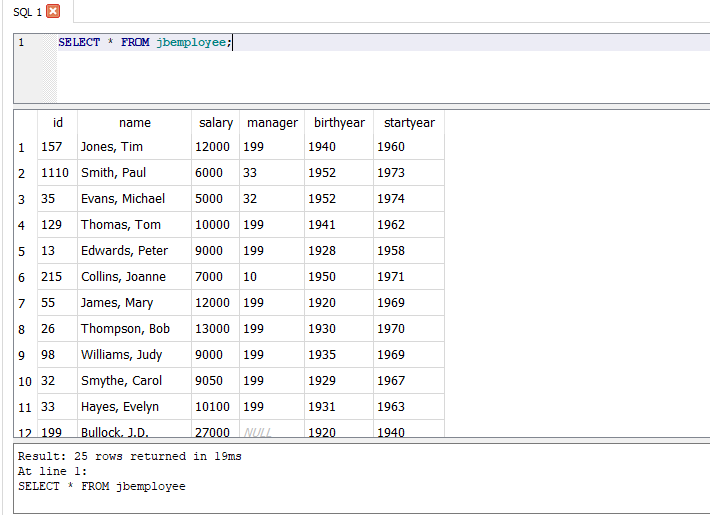 SQL 1
1 SELECT * FROM jbemployee;
id name salary manager birthyear startyear
1 157 Jones, Tim 12000 199 1940 1960
2 1110 Smith, Paul 6000 33 1952 1973
3 35 Evans, Michael 5000 32 1952 1974
4 129 Thomas, Tom 10000 199 1941 1962
5 13 Edwards, Peter 9000 199 1928 1958
6 215 Collins, Joanne 7000 10 1950 1971
7 55 James, Mary 12000 199 1920 1969
8 26 Thompson, Bob 13000 199 1930 1970
9 98 Williams, Judy 9000 199 1935 1969
10 32 Smythe, Carol 9050 199 1929 1967
11 33 Hayes, Evelyn 10100 199 1931 1963
12 199 Bullock, J.D. 27000 NULL 1920 1940
Result: 25 rows returned in 19ms
At line 1:
SELECT * FROM jbemployee